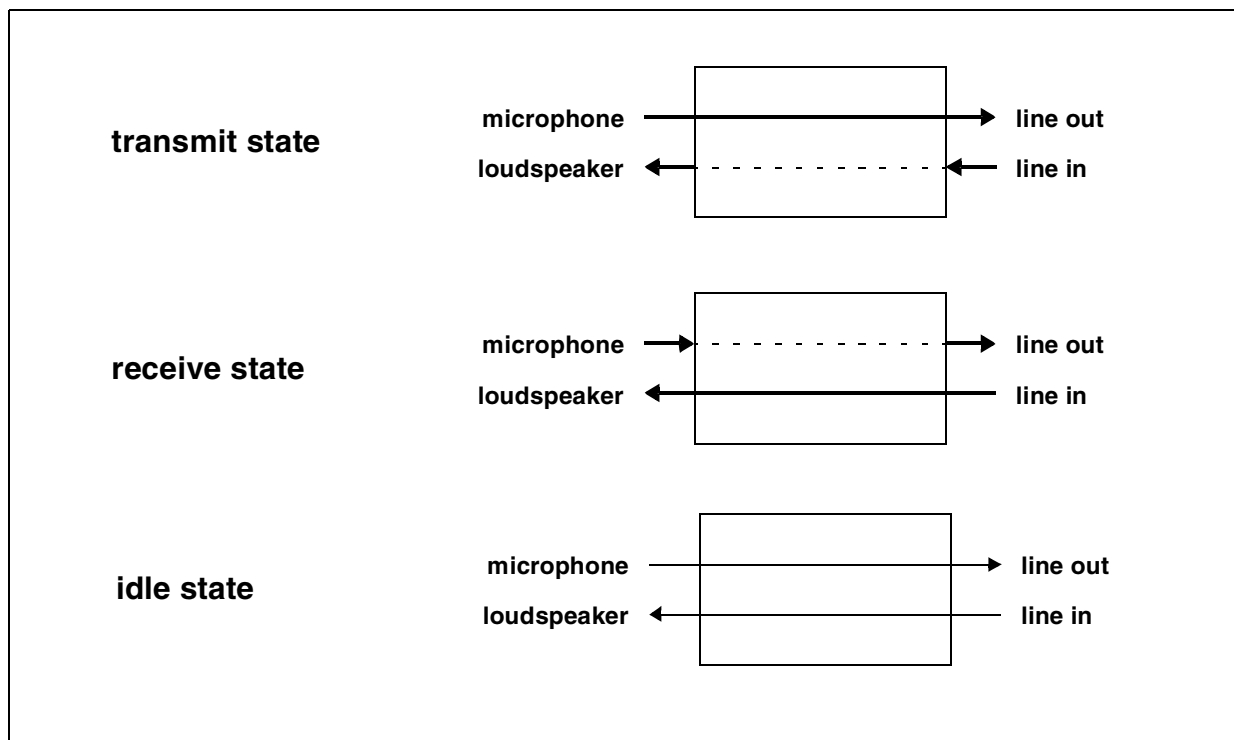 transmit state
microphone
line out
loudspeaker
line in
receive state
microphone
line out
loudspeaker
line in
idle state
microphone
line out
loudspeaker
line in